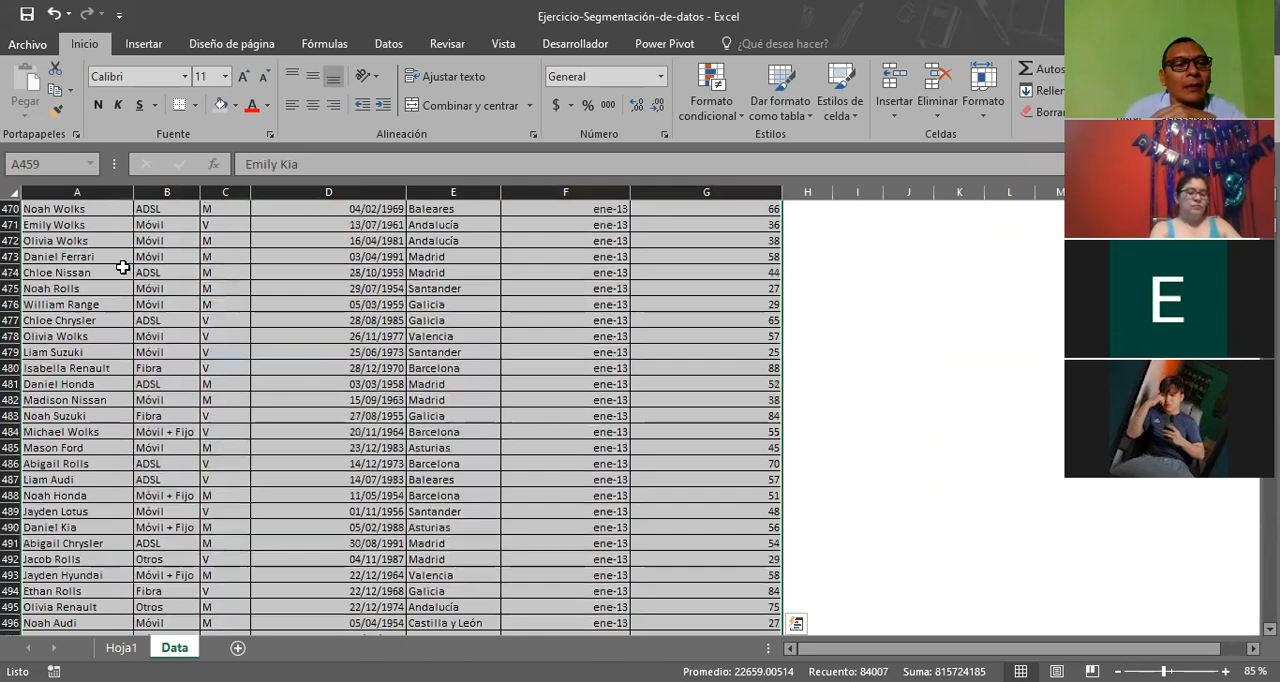 Ejercicio-Segmentación-de-datos - Excel
Archivo Inicio Insertar Diseño de página Fórmulas Datos Revisar Vista Desarrollador Power Pivot ¿Qué desea hacer?
Pegar
Calibri 11
N K S
Ajustar texto
Combinar y centrar
General
$ % 000
Formato condicional
Dar formato como tabla
Estilos de celda
Insertar Eliminar Formato
Σ Autos
Rellen
Borra
Portapapeles Fuente Alineación Número Estilos Celdas
A459 fx Emily Kia
A B C D E F G H I J K L M
470 Noah Wolks ADSL M 04/02/1969 Baleares ene-13 66
471 Emily Wolks Móvil V 13/07/1961 Andalucía ene-13 36
472 Olivia Wolks Móvil M 16/04/1981 Andalucía ene-13 38
473 Daniel Ferrari Móvil M 03/04/1991 Madrid ene-13 58
474 Chloe Nissan ADSL M 28/10/1953 Madrid ene-13 44
475 Noah Rolls Móvil M 29/07/1954 Santander ene-13 27
476 William Range Móvil M 05/03/1955 Galicia ene-13 29
477 Chloe Chrysler ADSL V 28/08/1985 Galicia ene-13 65
478 Olivia Wolks Móvil V 26/11/1977 Valencia ene-13 57
479 Liam Suzuki Móvil V 25/06/1973 Santander ene-13 25
480 Isabella Renault Fibra V 28/12/1970 Barcelona ene-13 88
481 Daniel Honda ADSL M 03/03/1958 Madrid ene-13 52
482 Madison Nissan Móvil M 15/09/1963 Madrid ene-13 38
483 Noah Suzuki Fibra V 27/08/1955 Galicia ene-13 84
484 Michael Wolks Móvil + Fijo V 20/11/1964 Barcelona ene-13 55
485 Mason Ford Móvil M 23/12/1983 Asturias ene-13 45
486 Abigail Rolls ADSL V 14/12/1973 Barcelona ene-13 70
487 Liam Audi ADSL V 14/07/1983 Baleares ene-13 57
488 Noah Honda Móvil + Fijo M 11/05/1954 Barcelona ene-13 51
489 Jayden Lotus Móvil M 01/11/1956 Santander ene-13 48
490 Daniel Kia Móvil + Fijo M 05/02/1988 Asturias ene-13 56
491 Abigail Chrysler ADSL M 30/08/1991 Madrid ene-13 54
492 Jacob Rolls Otros V 04/11/1987 Madrid ene-13 29
493 Jayden Hyundai Móvil + Fijo M 22/12/1964 Valencia ene-13 58
494 Ethan Rolls Fibra V 22/12/1968 Galicia ene-13 84
495 Olivia Renault Otros M 22/12/1974 Andalucía ene-13 75
496 Noah Audi Móvil M 05/04/1954 Castilla y León ene-13 27
Hoja1 Data
Listo Promedio: 22659.00514 Recuento: 84007 Suma: 815724185 85 %
E